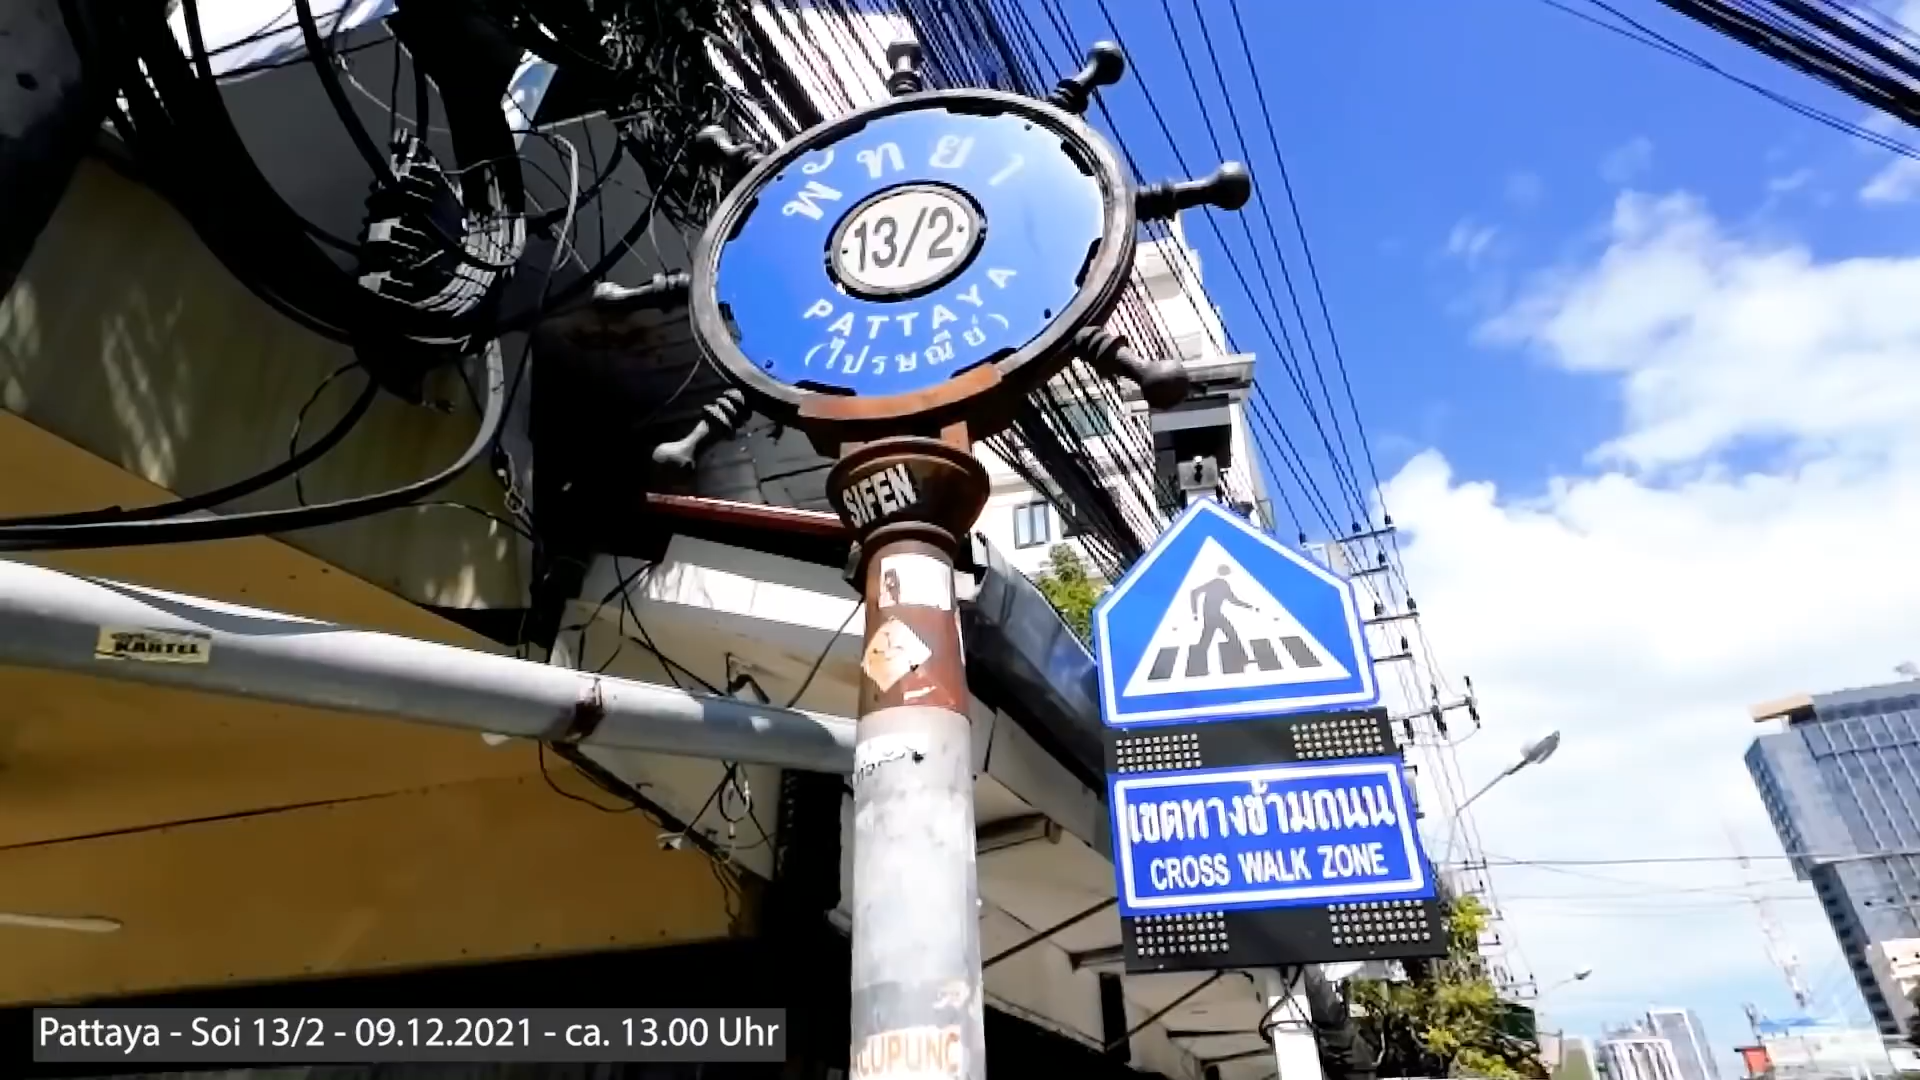 พัทยา
13/2
PATTAYA
(ไปรษณีย์)
SIFEN
KARTEL
เขตทางข้ามถนน
CROSS WALK ZONE
Pattaya - Soi 13/2 - 09.12.2021 - ca. 13.00 Uhr